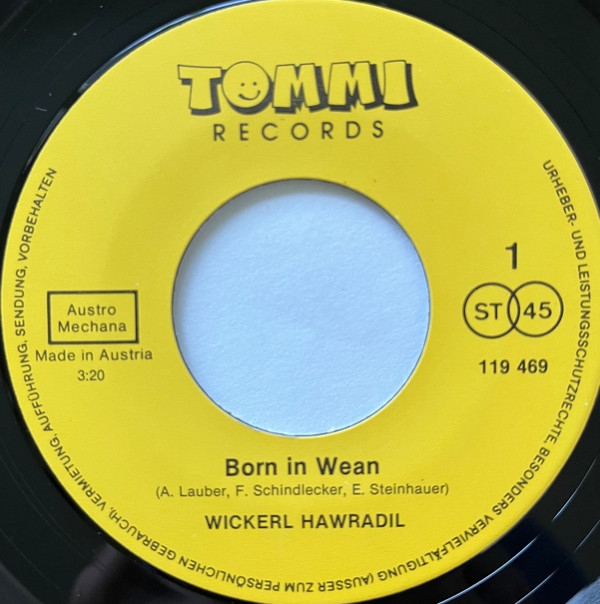 TOMMI
RECORDS
1
ST 45
119 469
Austro
Mechana
Made in Austria
3:20
Born in Wean
(A. Lauber, F. Schindlecker, E. Steinhauer)
WICKERL HAWRADIL
URHEBER- UND LEISTUNGSSCHUTZRECHTE, BESONDERS VERVIELFÄLTIGUNG (AUSSER ZUM PERSÖNLICHEN GEBRAUCH), VERMIETUNG, AUFFÜHRUNG, SENDUNG, VORBEHALTEN